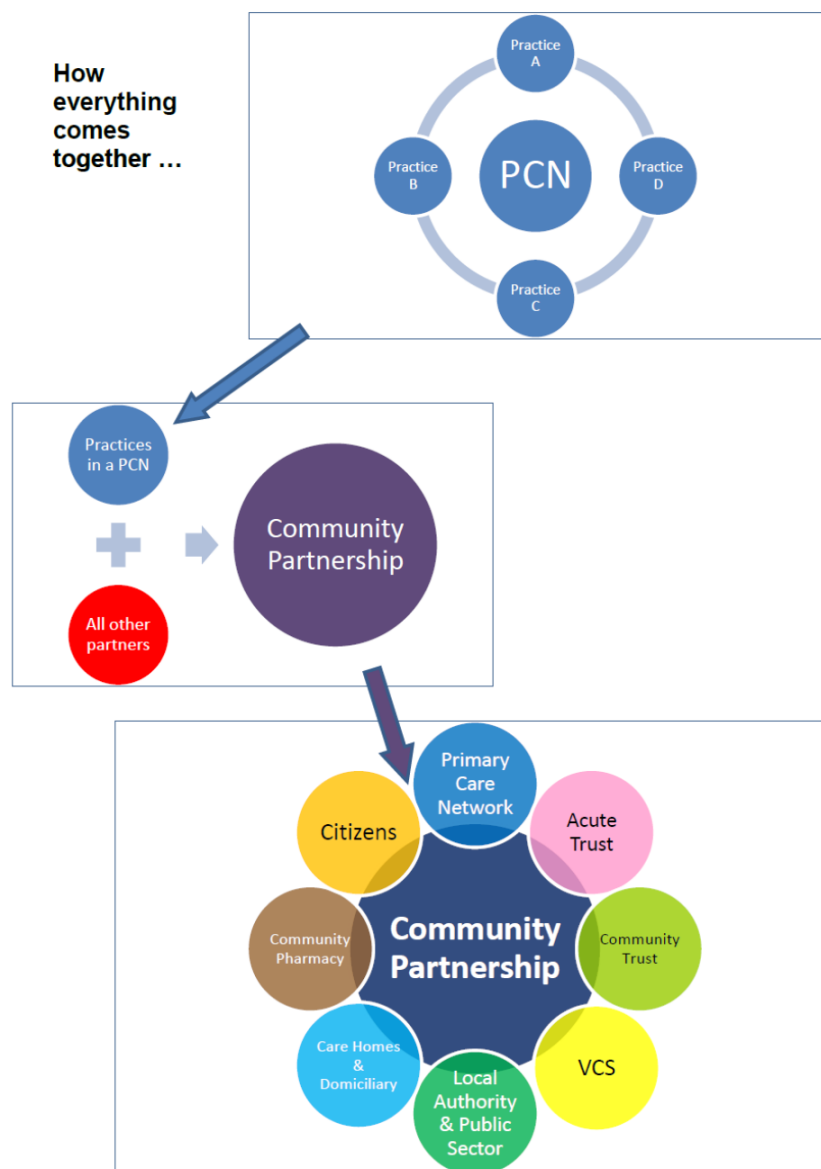 How
everything
comes
together ...
Practice
A
Practice
B
PCN
Practice
D
Practice
C
Practices
in a PCN
Community
Partnership
All other
partners
Primary
Care
Network
Citizens
Acute
Trust
Community
Pharmacy
Community
Partnership
Community
Trust
Care Homes
&
Domiciliary
VCS
Local
Authority
& Public
Sector